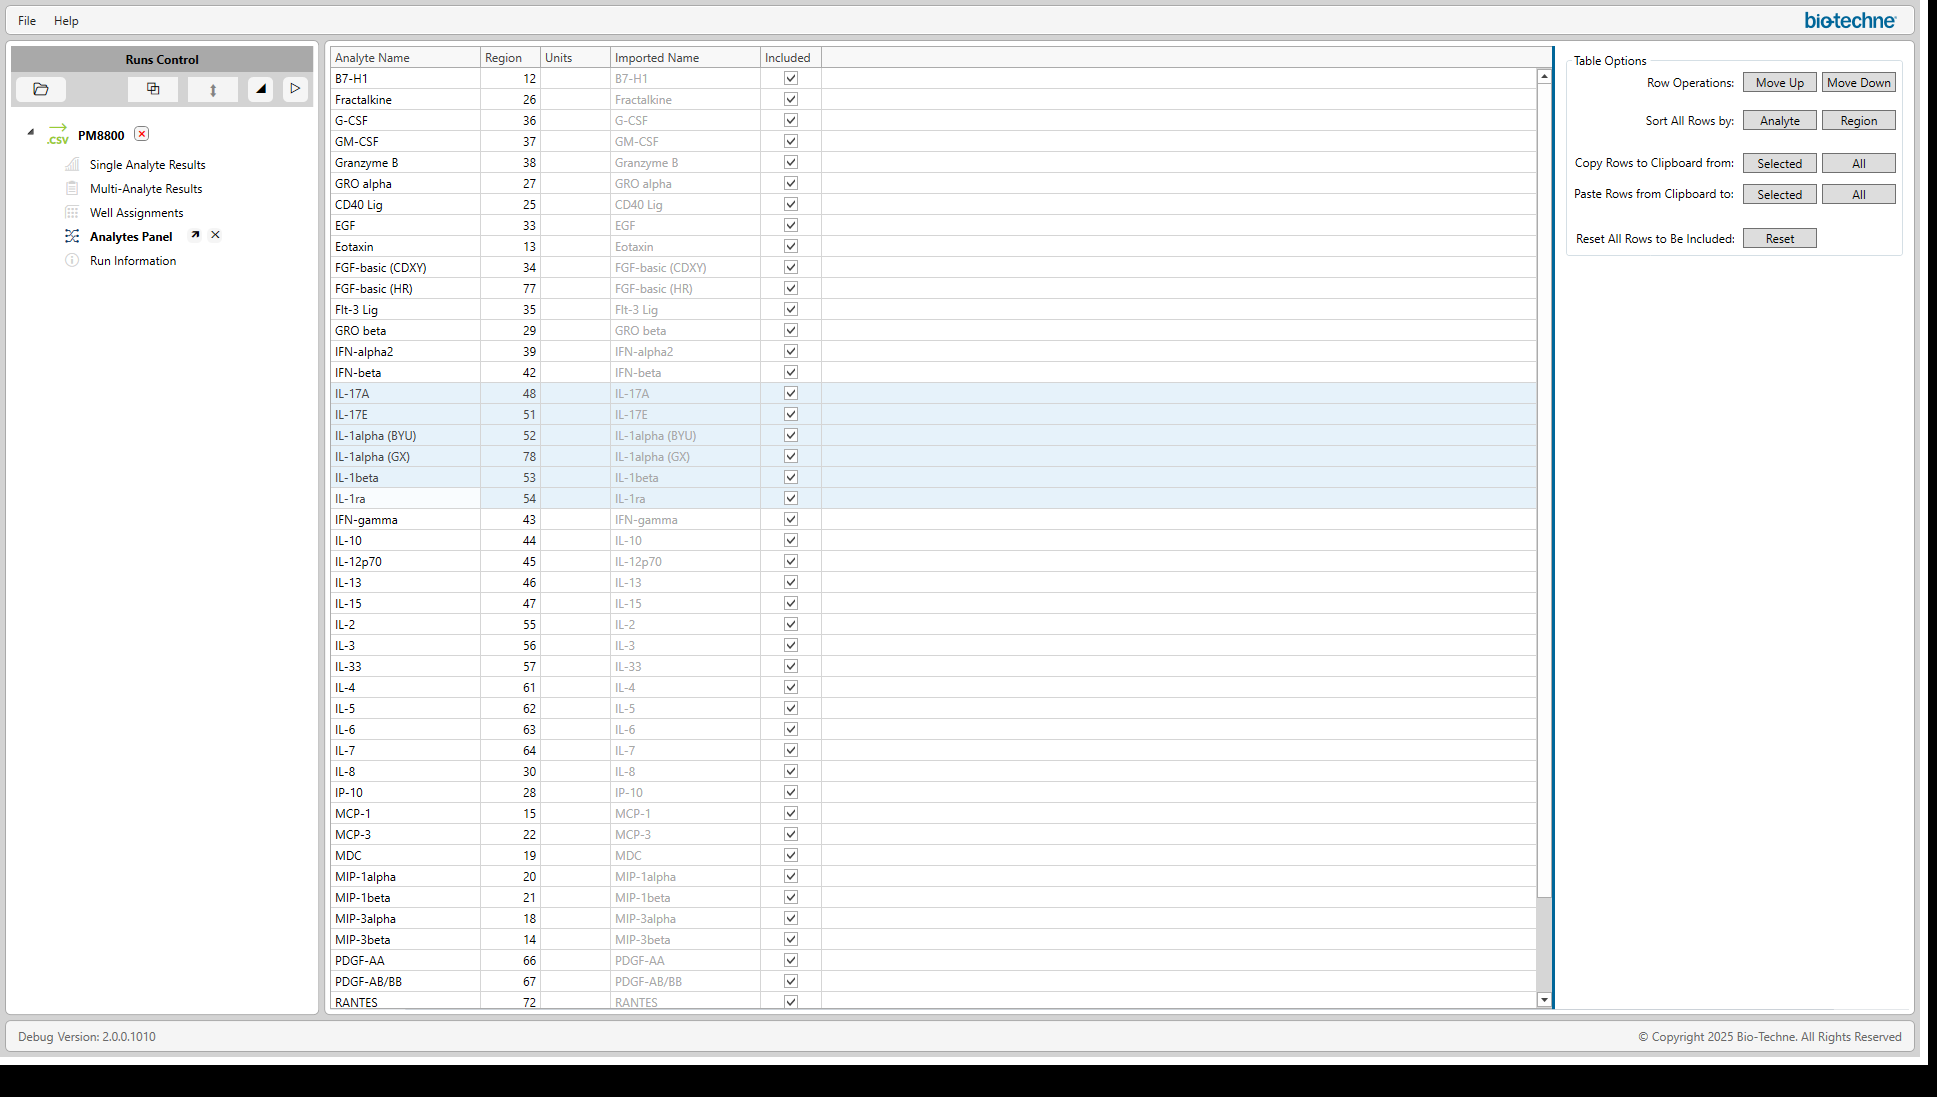 File Help
bio-techne
Runs Control
.CSV PM8800
Single Analyte Results
Multi-Analyte Results
Well Assignments
Analytes Panel
Run Information
Analyte Name Region Units Imported Name Included
B7-H1 12 B7-H1
Fractalkine 26 Fractalkine
G-CSF 36 G-CSF
GM-CSF 37 GM-CSF
Granzyme B 38 Granzyme B
GRO alpha 27 GRO alpha
CD40 Lig 25 CD40 Lig
EGF 33 EGF
Eotaxin 13 Eotaxin
FGF-basic (CDXY) 34 FGF-basic (CDXY)
FGF-basic (HR) 77 FGF-basic (HR)
Flt-3 Lig 35 Flt-3 Lig
GRO beta 29 GRO beta
IFN-alpha2 39 IFN-alpha2
IFN-beta 42 IFN-beta
IL-17A 48 IL-17A
IL-17E 51 IL-17E
IL-1alpha (BYU) 52 IL-1alpha (BYU)
IL-1alpha (GX) 78 IL-1alpha (GX)
IL-1beta 53 IL-1beta
IL-1ra 54 IL-1ra
IFN-gamma 43 IFN-gamma
IL-10 44 IL-10
IL-12p70 45 IL-12p70
IL-13 46 IL-13
IL-15 47 IL-15
IL-2 55 IL-2
IL-3 56 IL-3
IL-33 57 IL-33
IL-4 61 IL-4
IL-5 62 IL-5
IL-6 63 IL-6
IL-7 64 IL-7
IL-8 30 IL-8
IP-10 28 IP-10
MCP-1 15 MCP-1
MCP-3 22 MCP-3
MDC 19 MDC
MIP-1alpha 20 MIP-1alpha
MIP-1beta 21 MIP-1beta
MIP-3alpha 18 MIP-3alpha
MIP-3beta 14 MIP-3beta
PDGF-AA 66 PDGF-AA
PDGF-AB/BB 67 PDGF-AB/BB
RANTES 72 RANTES
Table Options
Row Operations: Move Up Move Down
Sort All Rows by: Analyte Region
Copy Rows to Clipboard from: Selected All
Paste Rows from Clipboard to: Selected All
Reset All Rows to Be Included: Reset
Debug Version: 2.0.0.1010
© Copyright 2025 Bio-Techne. All Rights Reserved